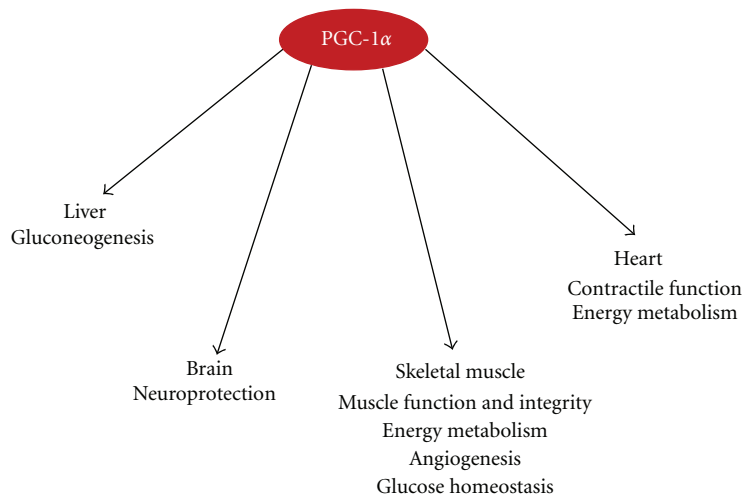 PGC-1α
Liver
Gluconeogenesis
Brain
Neuroprotection
Skeletal muscle
Muscle function and integrity
Energy metabolism
Angiogenesis
Glucose homeostasis
Heart
Contractile function
Energy metabolism